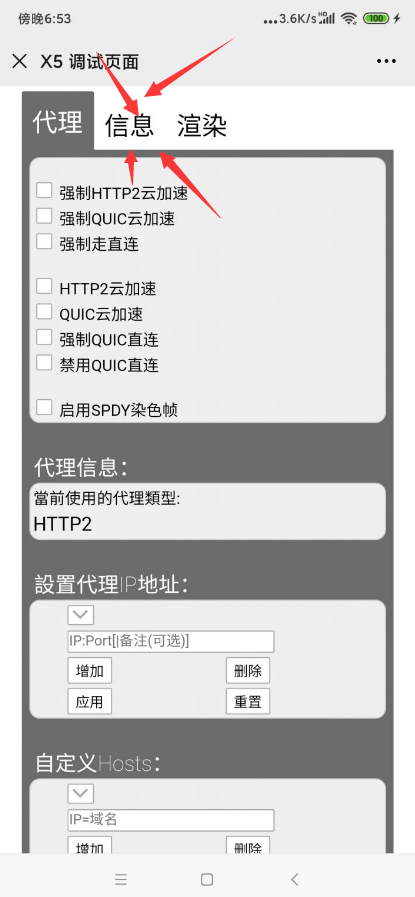 傍晚6:53
...3.6K/s
100
X5 调试页面
代理
信息
渲染
强制HTTP2云加速
强制QUIC云加速
强制走直连
HTTP2云加速
QUIC云加速
强制QUIC直连
禁用QUIC直连
启用SPDY染色帧
代理信息：
當前使用的代理類型:
HTTP2
設置代理IP地址：
IP:Port[|备注(可选)]
增加
删除
应用
重置
自定义Hosts：
IP=域名
增加
删除